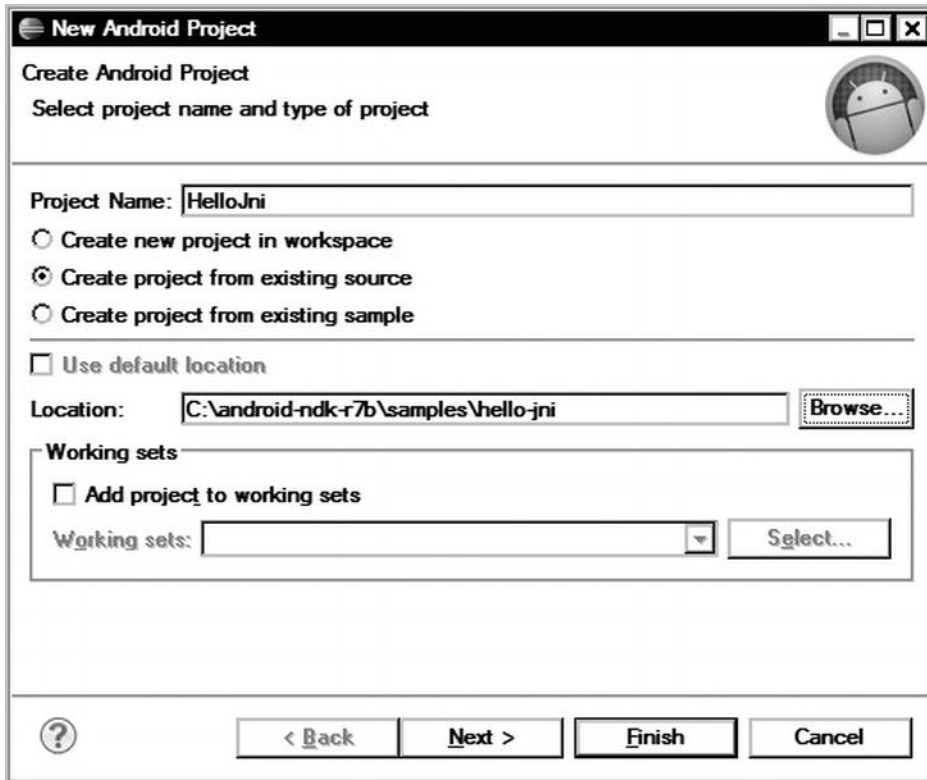 New Android Project
Create Android Project
Select project name and type of project
Project Name: HelloJni
Create new project in workspace
Create project from existing source
Create project from existing sample
Use default location
Location: C:\android-ndk-r7b\samples\hello-jni Browse...
Working sets
Add project to working sets
Working sets: Select...
? < Back Next > Finish Cancel